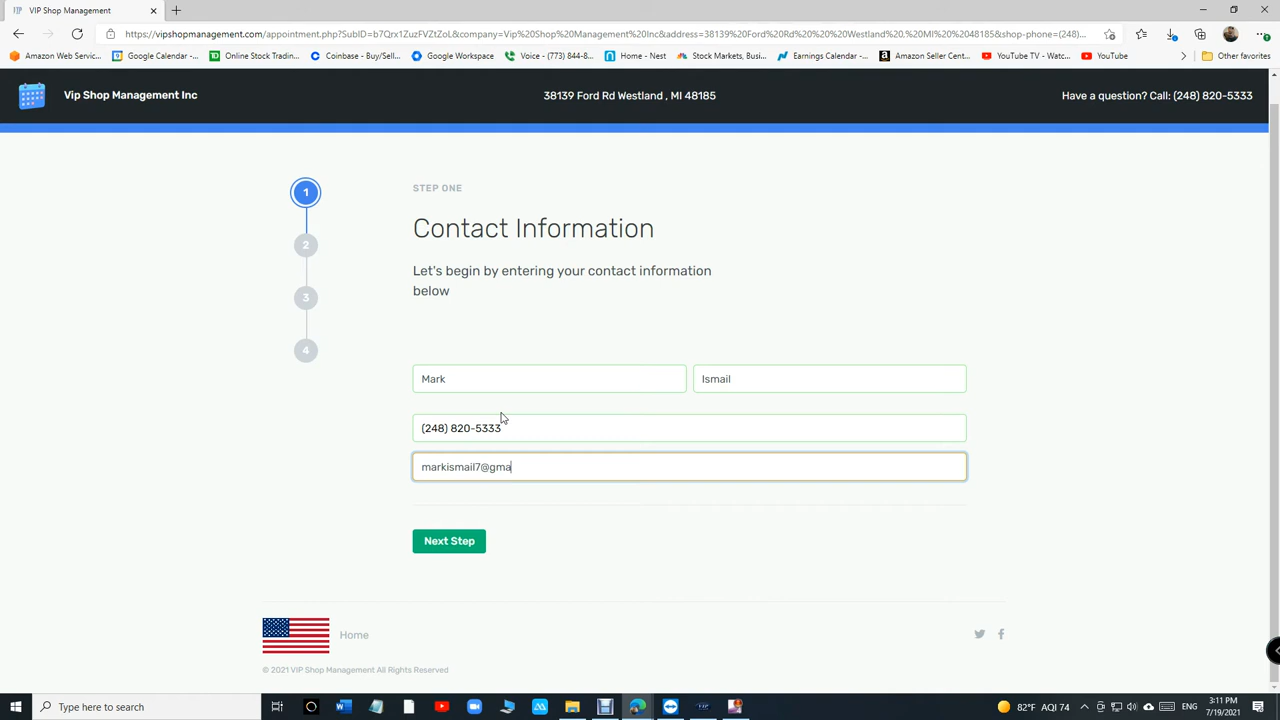 VIP Shop Management
https://vipshopmanagement.com/appointment.php?SubID=b7Qrx1ZuzFVZtZoL&company=Vip%20Shop%20Management%20Inc&address=38139%20Ford%20Rd%20%20%20Westland%20,%20MI%20%2048185&shop-phone=(248)...
Amazon Web Servic...
Google Calendar - ...
Online Stock Tradin...
Coinbase - Buy/Sell...
Google Workspace
Voice - (773) 844-8...
Home - Nest
Stock Markets, Busi...
Earnings Calendar -...
Amazon Seller Cent...
YouTube TV - Watc...
YouTube
Other favorites
Vip Shop Management Inc
38139 Ford Rd Westland , MI 48185
Have a question? Call: (248) 820-5333
1
STEP ONE
Contact Information
2
Let's begin by entering your contact information
below
3
4
Mark
Ismail
(248) 820-5333
markismail7@gma
Next Step
Home
© 2021 VIP Shop Management All Rights Reserved
Type here to search
82°F AQI 74
ENG
3:11 PM
7/19/2021